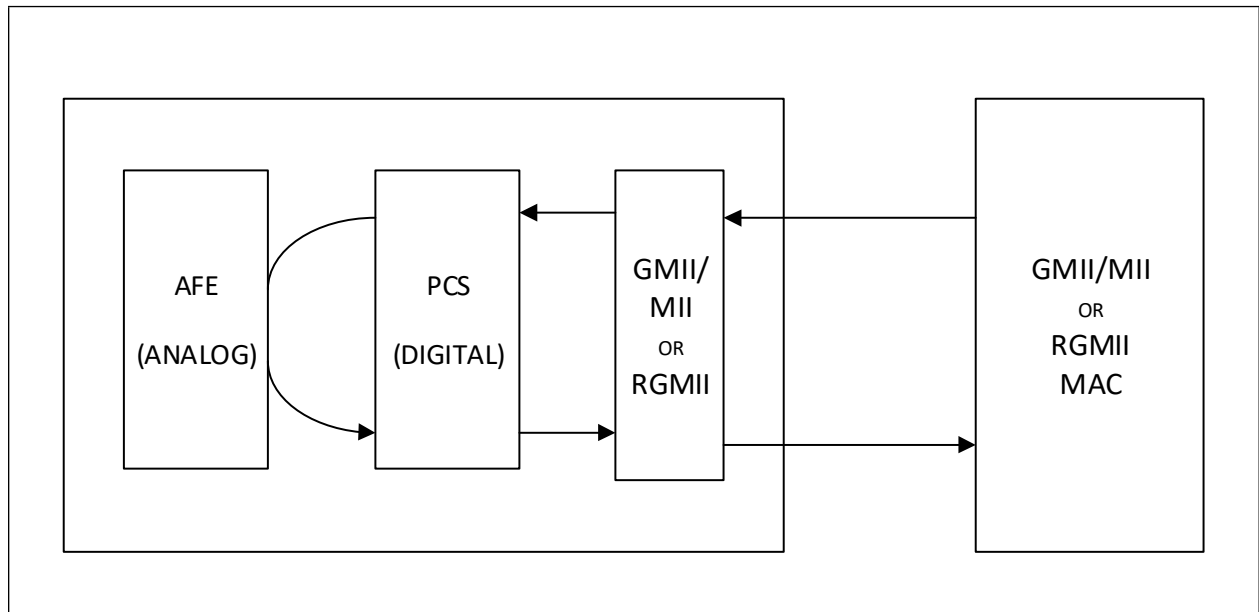 AFE
(ANALOG)
PCS
(DIGITAL)
GMII/
MII
OR
RGMII
GMII/MII
OR
RGMII
MAC